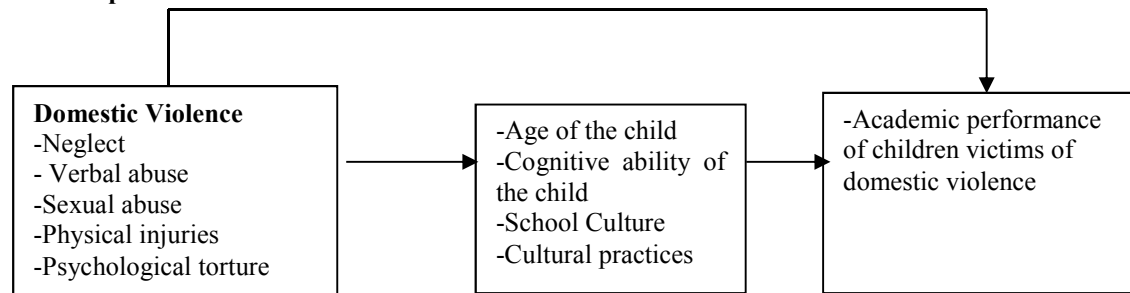 Domestic Violence
-Neglect
- Verbal abuse
-Sexual abuse
-Physical injuries
-Psychological torture
-Age of the child
-Cognitive ability of
the child
-School Culture
-Cultural practices
-Academic performance
of children victims of
domestic violence